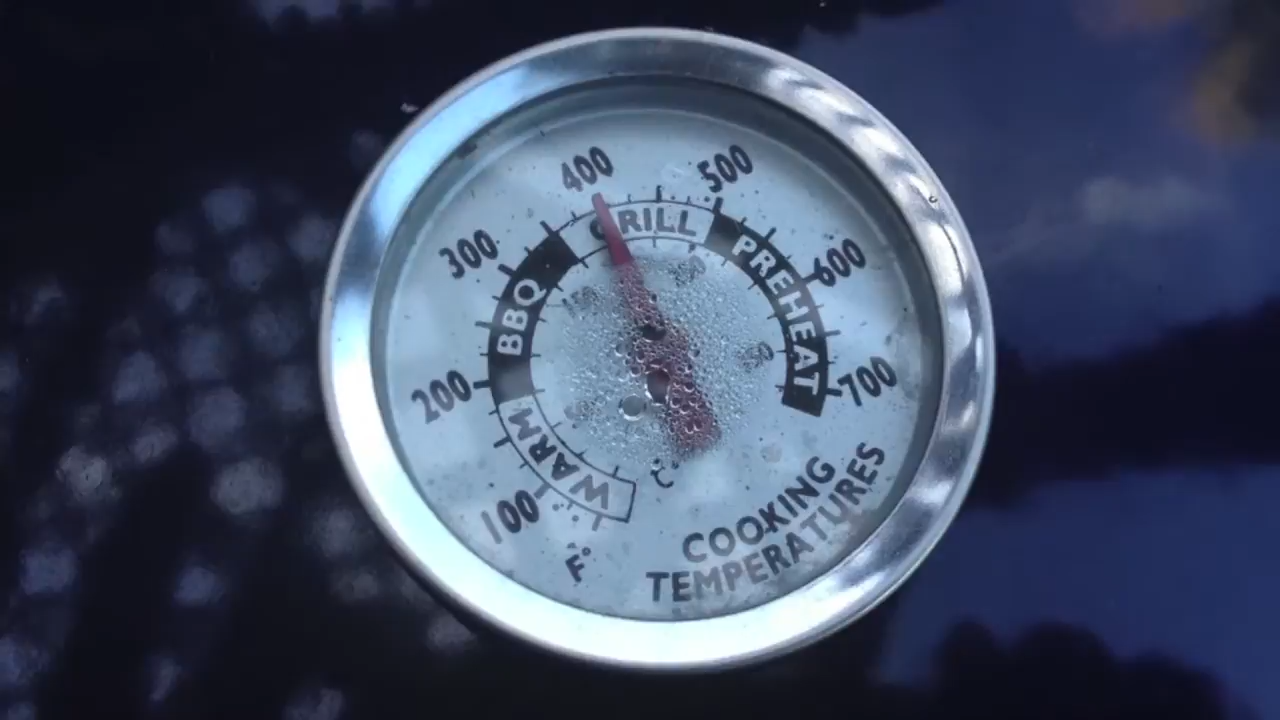 100
200
300
400
500
600
700
WARM
BBQ
GRILL
PREHEAT
F°
C°
COOKING
TEMPERATURES